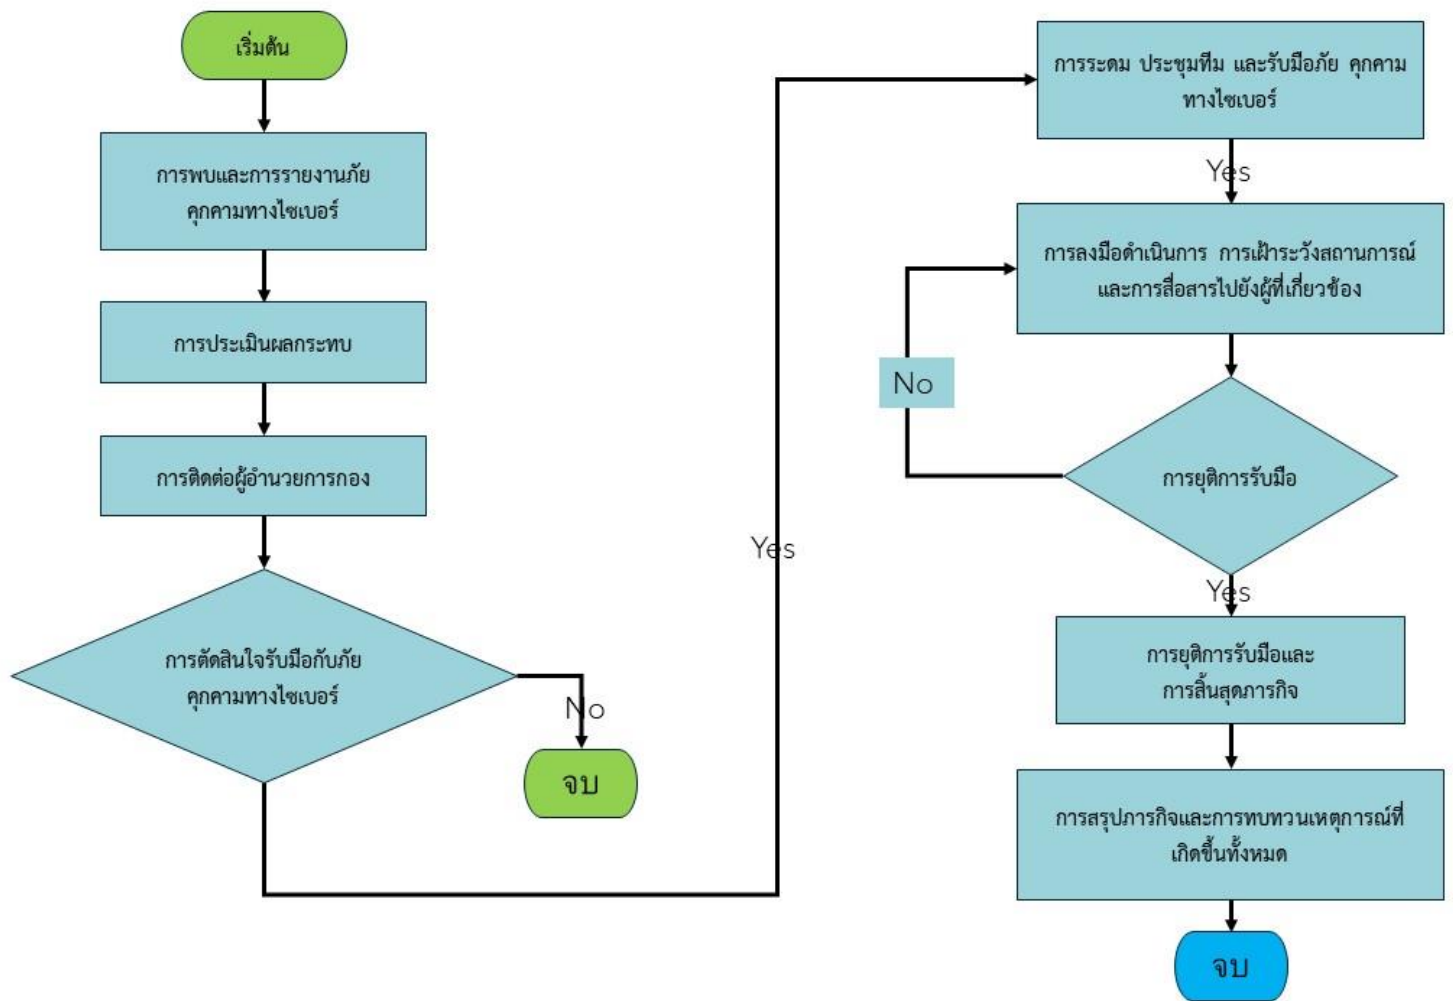 เริ่มต้น
การพบและการรายงานภัย
คุกคามทางไซเบอร์
การประเมินผลกระทบ
การติดต่อผู้อำนวยการกอง
การตัดสินใจรับมือกับภัย
คุกคามทางไซเบอร์
No
จบ
Yes
การระดม ประชุมทีม และรับมือภัย คุกคาม
ทางไซเบอร์
Yes
การลงมือดำเนินการ การเฝ้าระวังสถานการณ์
และการสื่อสารไปยังผู้ที่เกี่ยวข้อง
No
การยุติการรับมือ
Yes
การยุติการรับมือและ
การสิ้นสุดภารกิจ
การสรุปภารกิจและการทบทวนเหตุการณ์ที่
เกิดขึ้นทั้งหมด
จบ